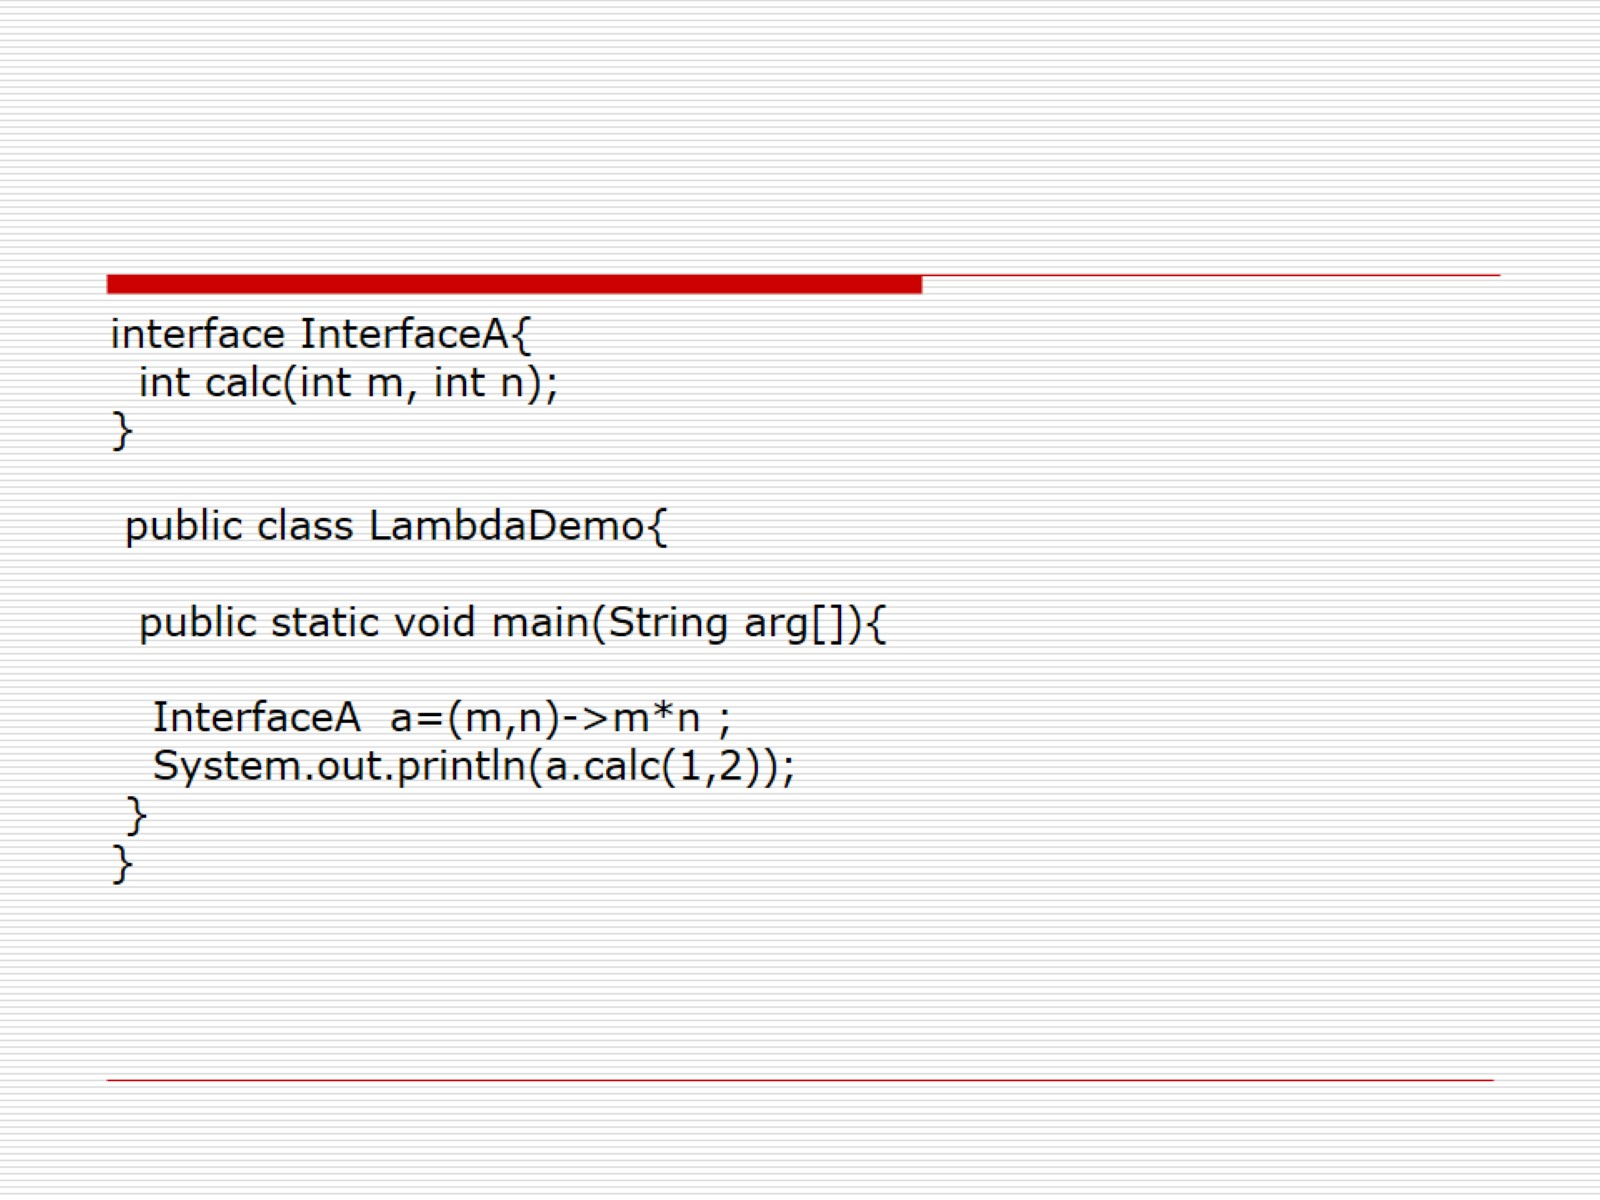 interface InterfaceA{
int calc(int m, int n);
}
public class LambdaDemo{
public static void main(String arg[]){
InterfaceA  a=(m,n)->m*n ;
System.out.println(a.calc(1,2));
}
}